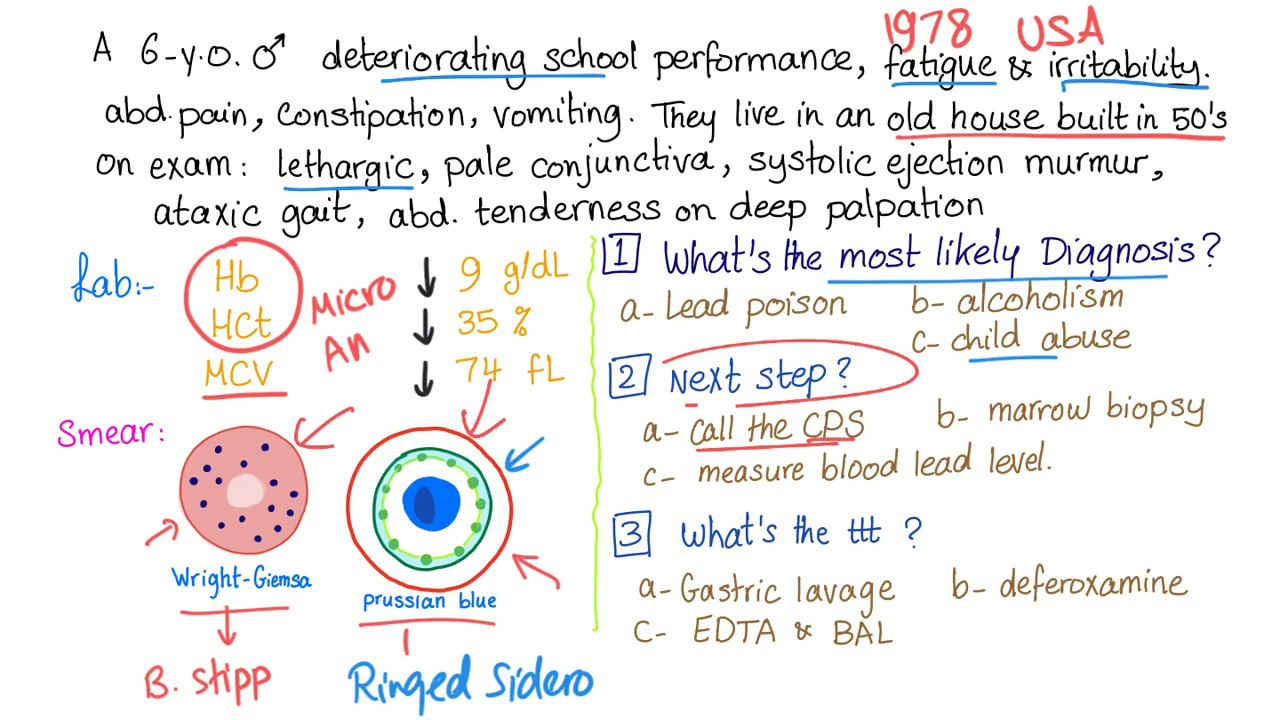 1978 USA
A 6-y.o. ♂ deteriorating school performance, fatigue & irritability.
abd. pain, constipation, vomiting. They live in an old house built in 50's
on exam: lethargic, pale conjunctiva, systolic ejection murmur,
ataxic gait, abd. tenderness on deep palpation
Lab:-
Hb ↓ 9 g/dL
HCt ↓ 35 %
MCV ↓ 74 fL
Micro
An
Smear:
Wright-Giemsa
B. stipp
prussian blue
Ringed Sidero
1 What's the most likely Diagnosis?
a- Lead poison b- alcoholism
c- child abuse
2 Next step?
a- call the CPS b- marrow biopsy
c- measure blood lead level.
3 What's the ttt ?
a- Gastric lavage b- deferoxamine
C- EDTA & BAL